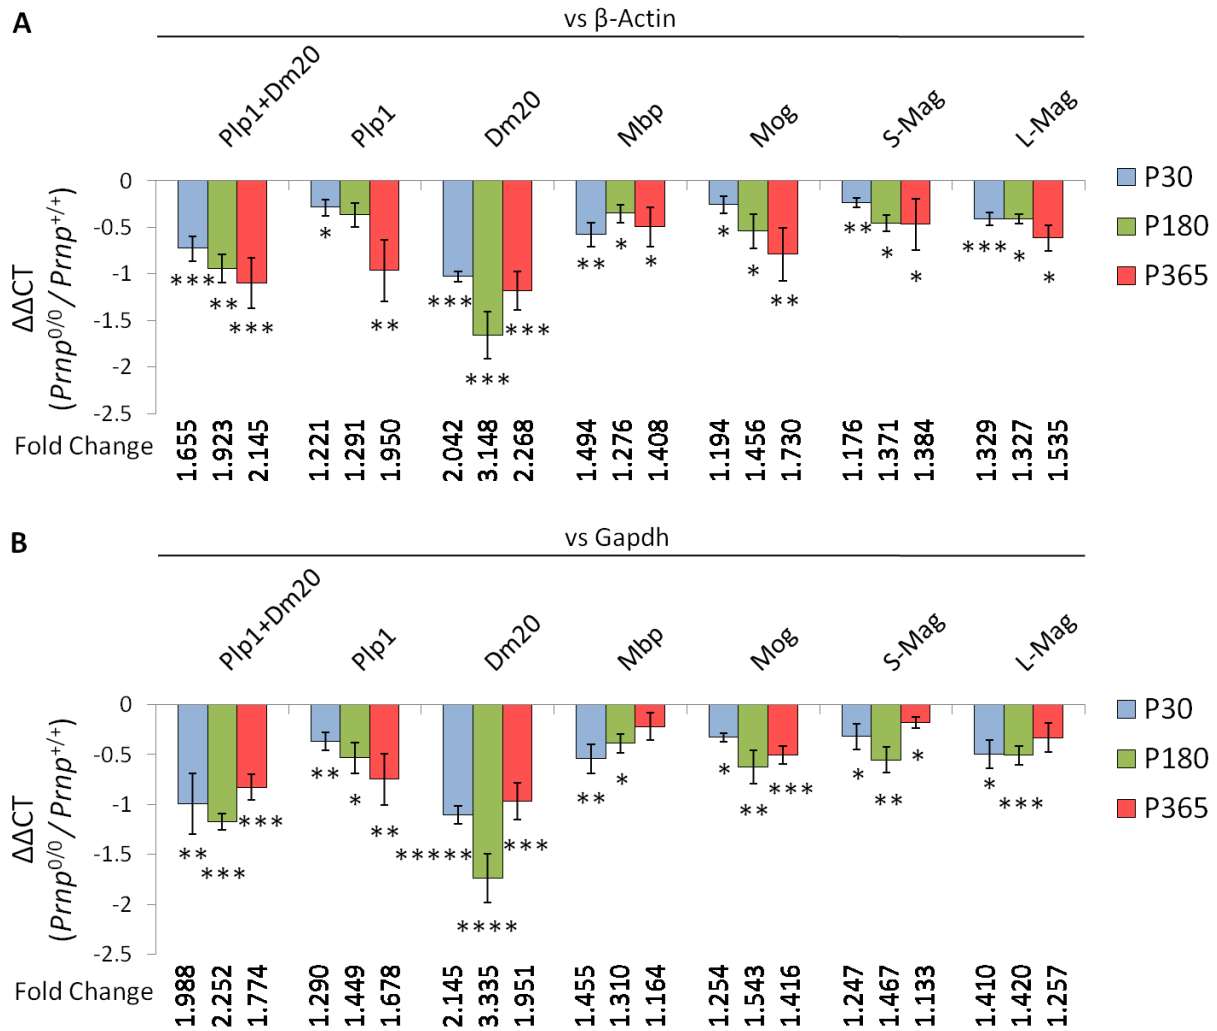 A
vs β-Actin
Plp1+Dm20 Plp1 Dm20 Mbp Mog S-Mag L-Mag
0
-0.5
-1
-1.5
-2
-2.5
ΔΔCT
(Prnp0/0 / Prnp+/+)
*** ** ***
* **
*** *** ***
** * *
* * **
** * *
*** * *
P30
P180
P365
Fold Change 1.655 1.923 2.145 1.221 1.291 1.950 2.042 3.148 2.268 1.494 1.276 1.408 1.194 1.456 1.730 1.176 1.371 1.384 1.329 1.327 1.535
B
vs Gapdh
Plp1+Dm20 Plp1 Dm20 Mbp Mog S-Mag L-Mag
0
-0.5
-1
-1.5
-2
-2.5
ΔΔCT
(Prnp0/0 / Prnp+/+)
** *** ***
** * **
***** **** ***
** *
* ** ***
* ** *
* ***
P30
P180
P365
Fold Change 1.988 2.252 1.774 1.290 1.449 1.678 2.145 3.335 1.951 1.455 1.310 1.164 1.254 1.543 1.416 1.247 1.467 1.133 1.410 1.420 1.257